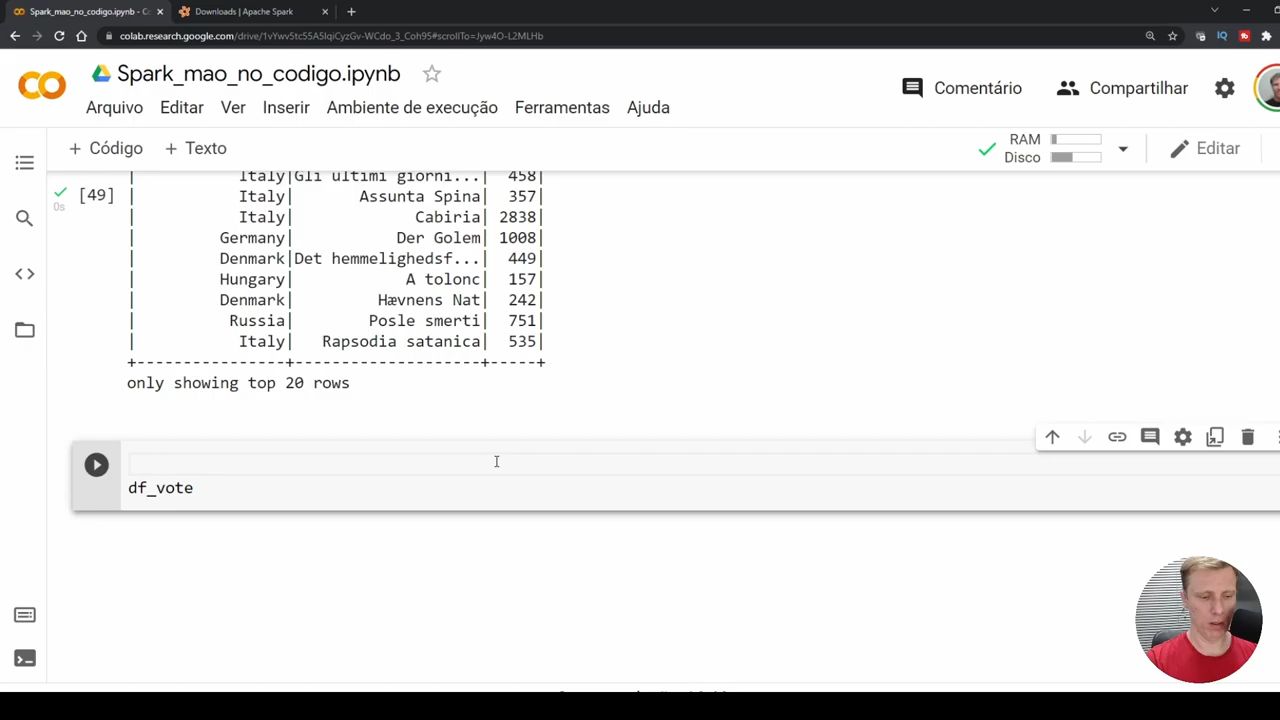 Spark_mao_no_codigo.ipynb - Co
Downloads | Apache Spark
colab.research.google.com/drive/1vYwv5tc55A5IqiCyzGv-WCdo_3_Coh95#scrollTo=Jyw4O-L2MLHb
Spark_mao_no_codigo.ipynb
Comentário
Compartilhar
Arquivo Editar Ver Inserir Ambiente de execução Ferramentas Ajuda
+ Código + Texto
RAM
Disco
Editar
[49]
0s
| Italy|Gli ultimi giorni...| 458|
| Italy| Assunta Spina| 357|
| Italy| Cabiria| 2838|
| Germany| Der Golem| 1008|
| Denmark|Det hemmelighedsf...| 449|
| Hungary| A tolonc| 157|
| Denmark| Hævnens Nat| 242|
| Russia| Posle smerti| 751|
| Italy| Rapsodia satanica| 535|
+----------------+--------------------+-----+
only showing top 20 rows
df_vote